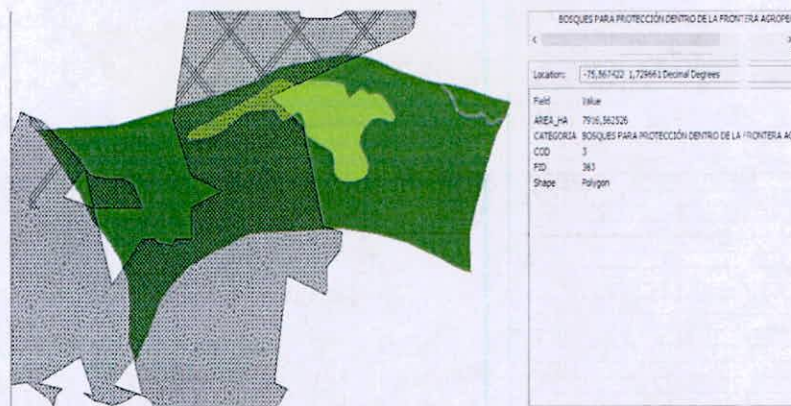 BOSQUES PARA PROTECCIÓN DENTRO DE LA FRONTERA AGROPE
Location: -75,567422 1,729661 Decimal Degrees
Field Value
AREA_HA 7916,562526
CATEGORIA BOSQUES PARA PROTECCIÓN DENTRO DE LA FRONTERA AG
COD 3
FID 363
Shape Polygon